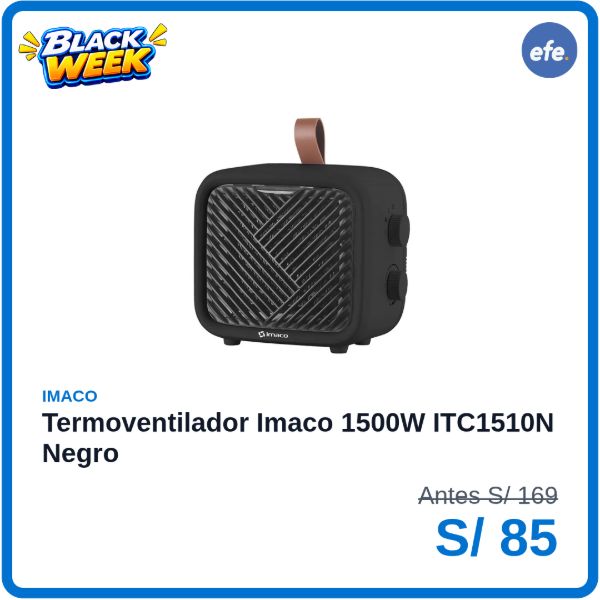 BLACK
WEEK
efe.
imaco
IMACO
Termoventilador Imaco 1500W ITC1510N
Negro
Antes S/ 169
S/ 85